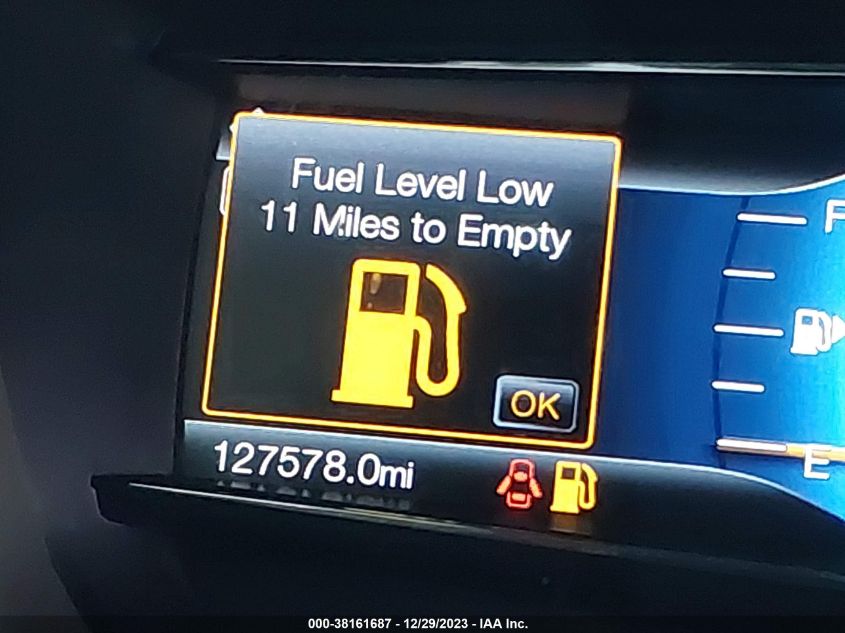 Fuel Level Low
11 Miles to Empty
OK
F
E
127578.0mi
000-38161687 - 12/29/2023 - IAA Inc.